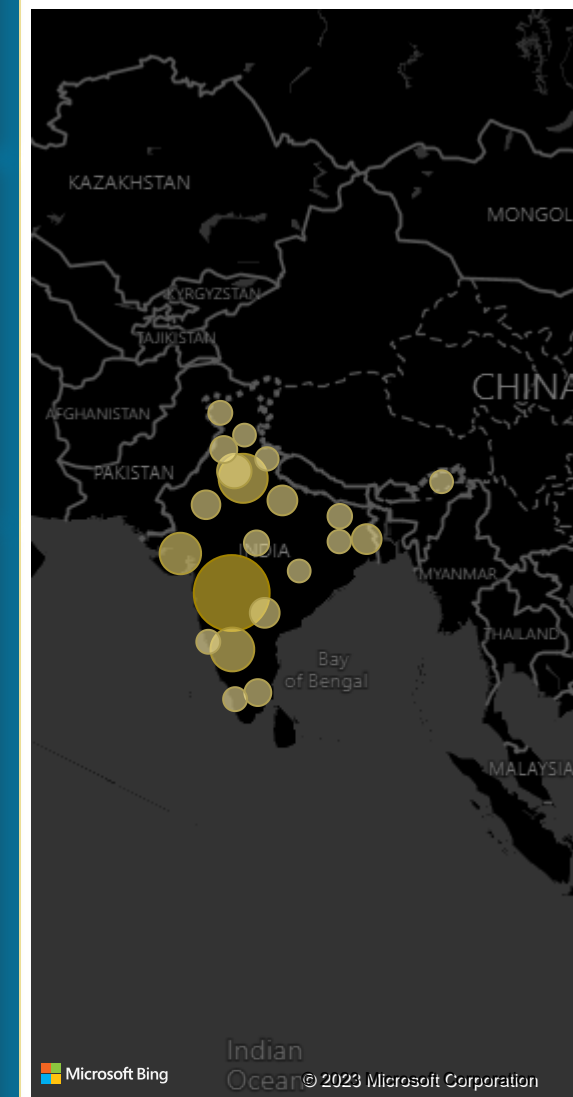 KAZAKHSTAN
MONGOL
KYRGYZSTAN
TAJIKISTAN
CHINA
AFGHANISTAN
PAKISTAN
INDIA
MYANMAR
THAILAND
Bay
of Bengal
MALAYSIA
Indian
Ocean
Microsoft Bing
© 2023 Microsoft Corporation